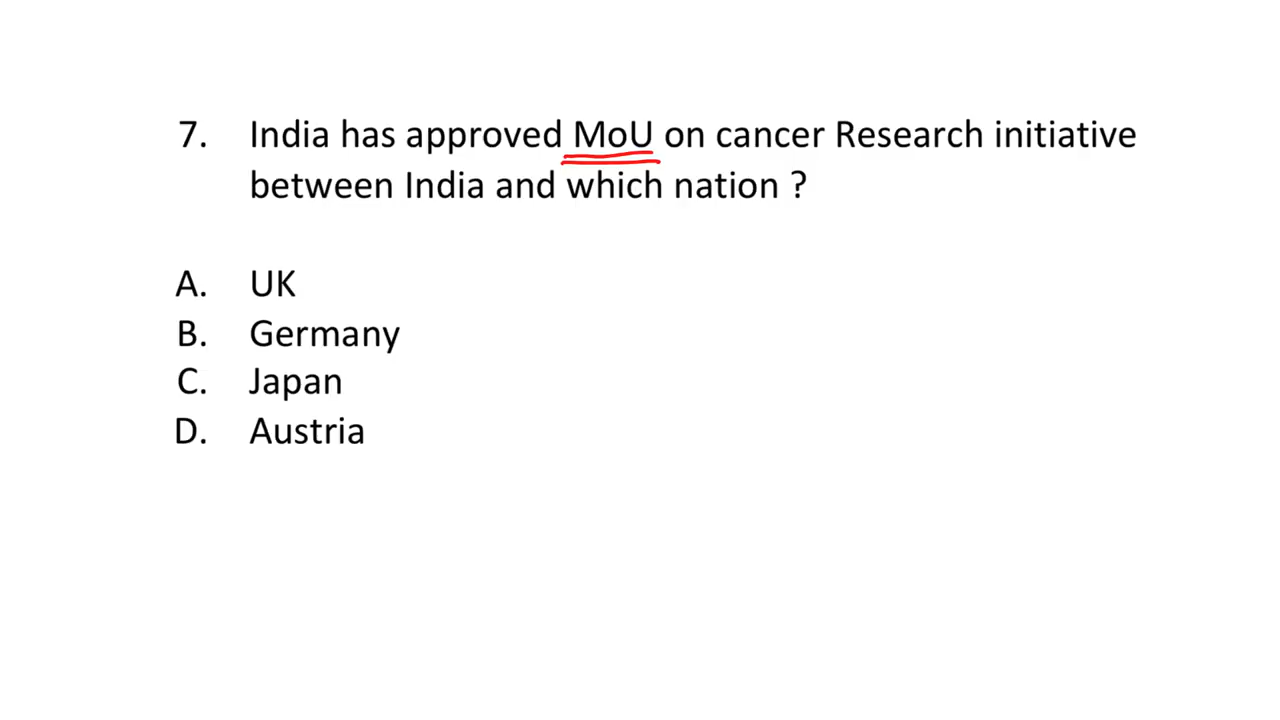 7. India has approved MoU on cancer Research initiative
between India and which nation ?
A. UK
B. Germany
C. Japan
D. Austria